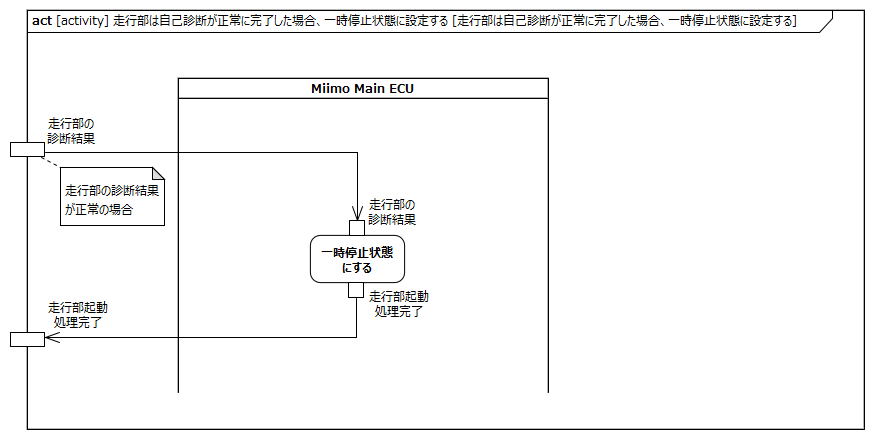 act [activity] 走行部は自己診断が正常に完了した場合、一時停止状態に設定する [走行部は自己診断が正常に完了した場合、一時停止状態に設定する]
Miimo Main ECU
走行部の
診断結果
走行部の診断結果
が正常の場合
走行部の
診断結果
一時停止状態
にする
走行部起動
処理完了
走行部起動
処理完了